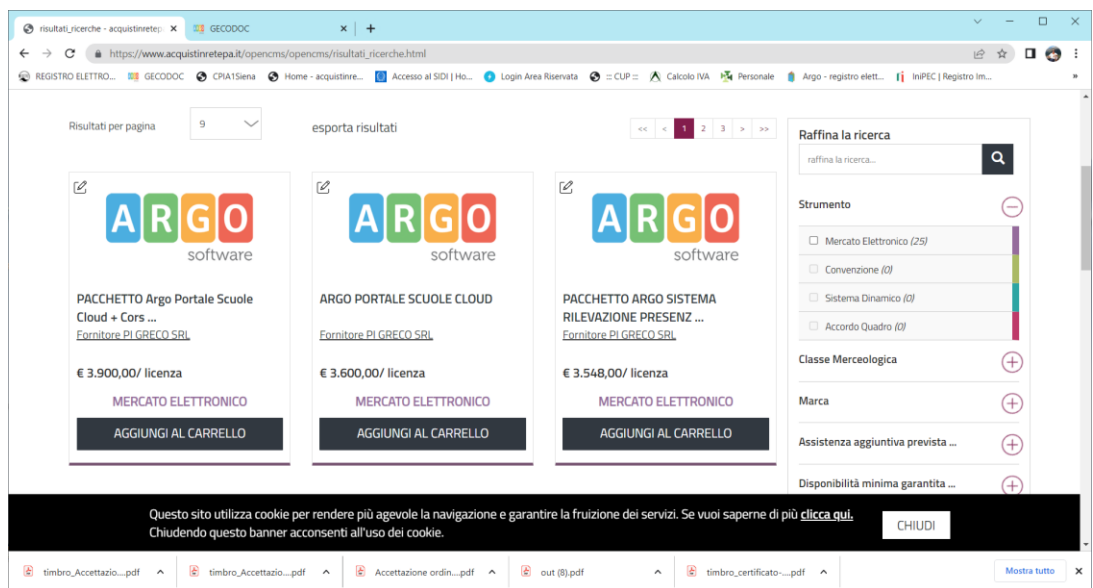 risultati_ricerche - acquistinretep
GECODOC
https://www.acquistinretepa.it/opencms/opencms/risultati_ricerche.html
REGISTRO ELETTRO...
GECODOC
CPIA1Siena
Home - acquistinre...
Accesso al SIDI | Ho...
Login Area Riservata
:: CUP ::
Calcolo IVA
Personale
Argo - registro elett...
IniPEC | Registro Im...
»
Risultati per pagina
9
esporta risultati
<< < 1 2 3 > >>
ARGO
software
PACCHETTO Argo Portale Scuole
Cloud + Cors ...
Fornitore PI GRECO SRL
€ 3.900,00/ licenza
MERCATO ELETTRONICO
AGGIUNGI AL CARRELLO
ARGO
software
ARGO PORTALE SCUOLE CLOUD
Fornitore PI GRECO SRL
€ 3.600,00/ licenza
MERCATO ELETTRONICO
AGGIUNGI AL CARRELLO
ARGO
software
PACCHETTO ARGO SISTEMA
RILEVAZIONE PRESENZ ...
Fornitore PI GRECO SRL
€ 3.548,00/ licenza
MERCATO ELETTRONICO
AGGIUNGI AL CARRELLO
Raffina la ricerca
raffina la ricerca...
Strumento
Mercato Elettronico (25)
Convenzione (0)
Sistema Dinamico (0)
Accordo Quadro (0)
Classe Merceologica
Marca
Assistenza aggiuntiva prevista ...
Disponibilità minima garantita ...
Questo sito utilizza cookie per rendere più agevole la navigazione e garantire la fruizione dei servizi. Se vuoi saperne di più clicca qui.
Chiudendo questo banner acconsenti all'uso dei cookie.
CHIUDI
timbro_Accettazio....pdf
timbro_Accettazio....pdf
Accettazione ordin....pdf
out (8).pdf
timbro_certificato-....pdf
Mostra tutto